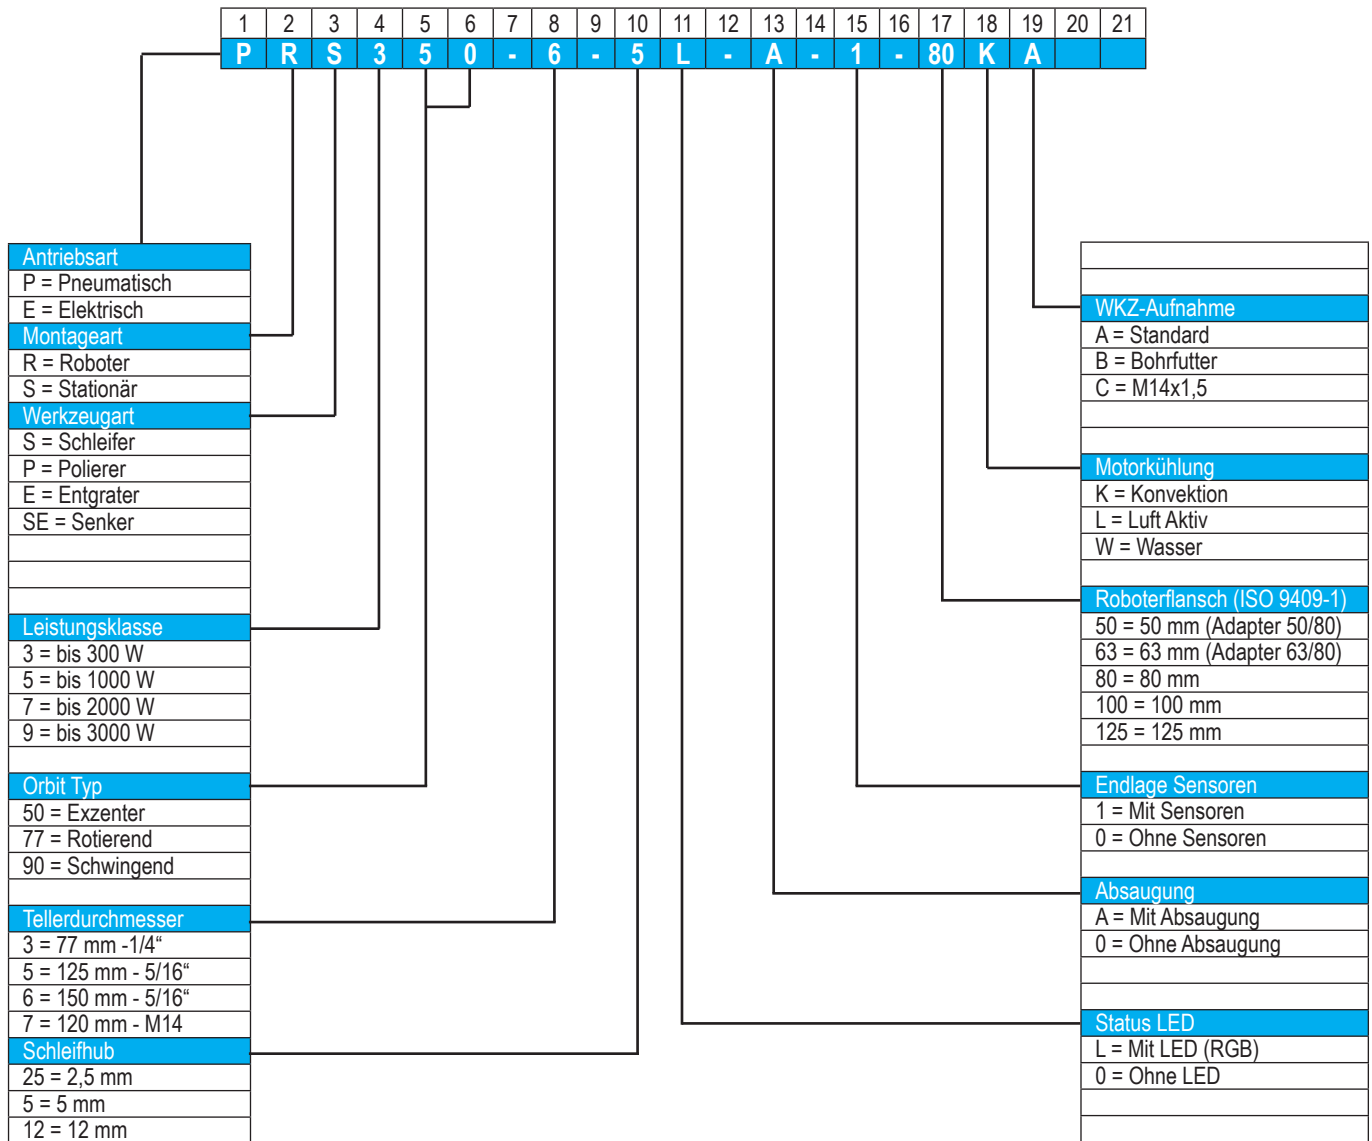 1 2 3 4 5 6 7 8 9 10 11 12 13 14 15 16 17 18 19 20 21
P R S 3 5 0 - 6 - 5 L - A - 1 - 80 K A
Antriebsart
P = Pneumatisch
E = Elektrisch
Montageart
R = Roboter
S = Stationär
Werkzeugart
S = Schleifer
P = Polierer
E = Entgrater
SE = Senker
Leistungsklasse
3 = bis 300 W
5 = bis 1000 W
7 = bis 2000 W
9 = bis 3000 W
Orbit Typ
50 = Exzenter
77 = Rotierend
90 = Schwingend
Tellerdurchmesser
3 = 77 mm -1/4“
5 = 125 mm - 5/16“
6 = 150 mm - 5/16“
7 = 120 mm - M14
Schleifhub
25 = 2,5 mm
5 = 5 mm
12 = 12 mm
WKZ-Aufnahme
A = Standard
B = Bohrfutter
C = M14x1,5
Motorkühlung
K = Konvektion
L = Luft Aktiv
W = Wasser
Roboterflansch (ISO 9409-1)
50 = 50 mm (Adapter 50/80)
63 = 63 mm (Adapter 63/80)
80 = 80 mm
100 = 100 mm
125 = 125 mm
Endlage Sensoren
1 = Mit Sensoren
0 = Ohne Sensoren
Absaugung
A = Mit Absaugung
0 = Ohne Absaugung
Status LED
L = Mit LED (RGB)
0 = Ohne LED